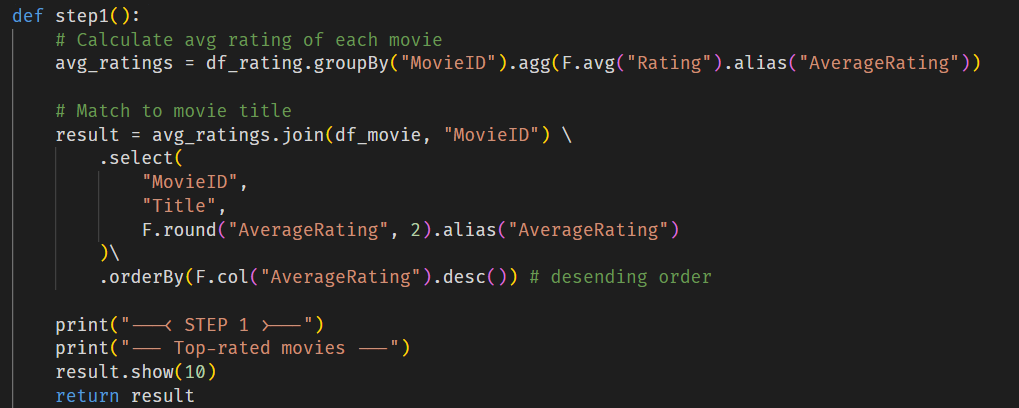 def step1():
    # Calculate avg rating of each movie
    avg_ratings = df_rating.groupBy("MovieID").agg(F.avg("Rating").alias("AverageRating"))

    # Match to movie title
    result = avg_ratings.join(df_movie, "MovieID") \
        .select(
            "MovieID",
            "Title",
            F.round("AverageRating", 2).alias("AverageRating")
        )\
        .orderBy(F.col("AverageRating").desc()) # desending order

    print("---< STEP 1 >---")
    print("--- Top-rated movies ---")
    result.show(10)
    return result